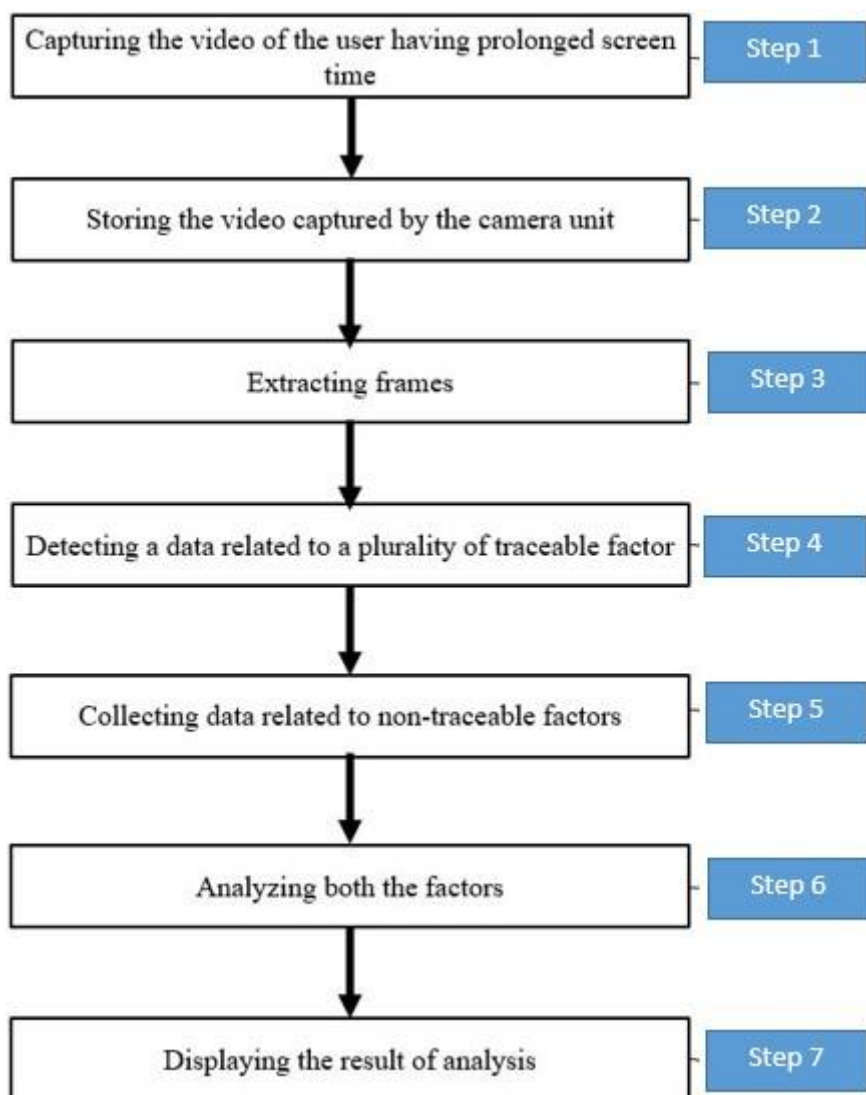 Capturing the video of the user having prolonged screen
time
Step 1
Storing the video captured by the camera unit
Step 2
Extracting frames
Step 3
Detecting a data related to a plurality of traceable factor
Step 4
Collecting data related to non-traceable factors
Step 5
Analyzing both the factors
Step 6
Displaying the result of analysis
Step 7